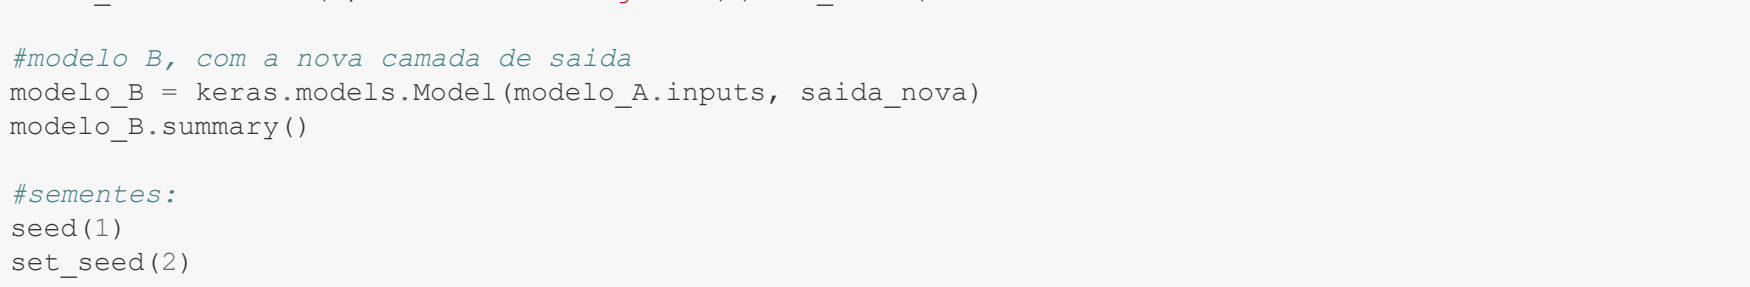 #modelo B, com a nova camada de saida
modelo_B = keras.models.Model(modelo_A.inputs, saida_nova)
modelo_B.summary()
#sementes:
seed(1)
set_seed(2)